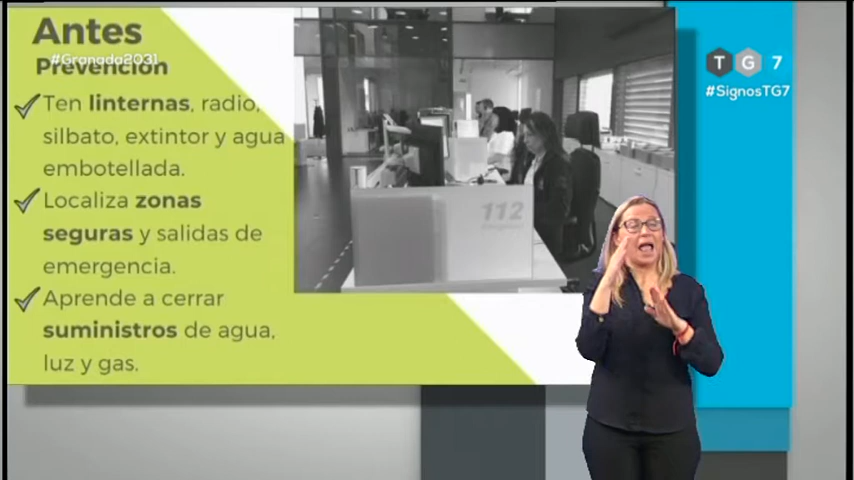 Antes
#Granada2031
Prevención
Ten linternas, radio,
silbato, extintor y agua
embotellada.
Localiza zonas
seguras y salidas de
emergencia.
Aprende a cerrar
suministros de agua,
luz y gas.
112
TG 7
#SignosTG7